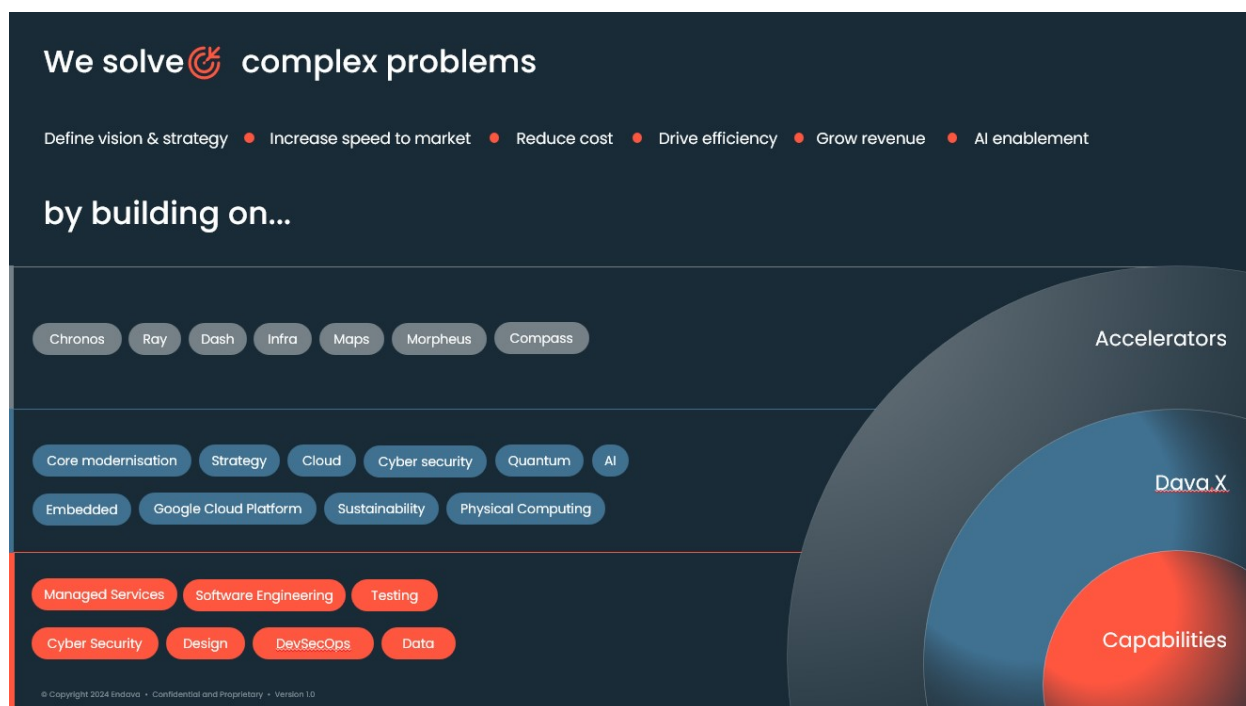 We solve complex problems
Define vision & strategy • Increase speed to market • Reduce cost • Drive efficiency • Grow revenue • AI enablement
by building on...
Chronos Ray Dash Infra Maps Morpheus Compass
Accelerators
Core modernisation Strategy Cloud Cyber security Quantum AI
Dava.X
Embedded Google Cloud Platform Sustainability Physical Computing
Managed Services Software Engineering Testing
Cyber Security Design DevSecOps Data
Capabilities
© Copyright 2024 Endava • Confidential and Proprietary • Version 1.0